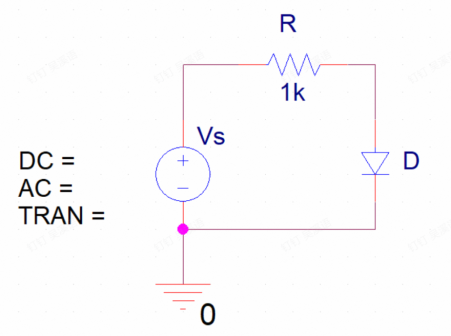 R
1k
Vs
+
−
D
DC =
AC =
TRAN =
0